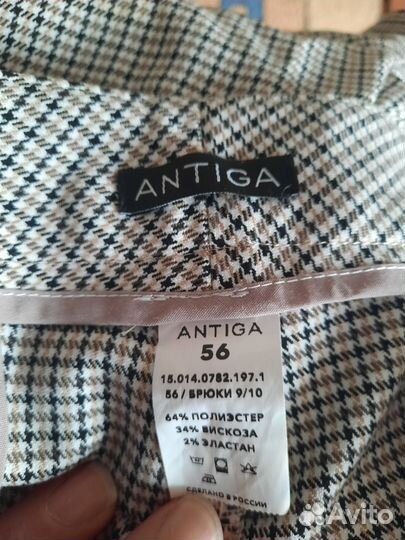 ANTIGA
ANTIGA
56
15.014.0782.197.1
56 / БРЮКИ 9/10
64% ПОЛИЭСТЕР
34% ВИСКОЗА
2% ЭЛАСТАН
СДЕЛАНО В РОССИИ
Avito